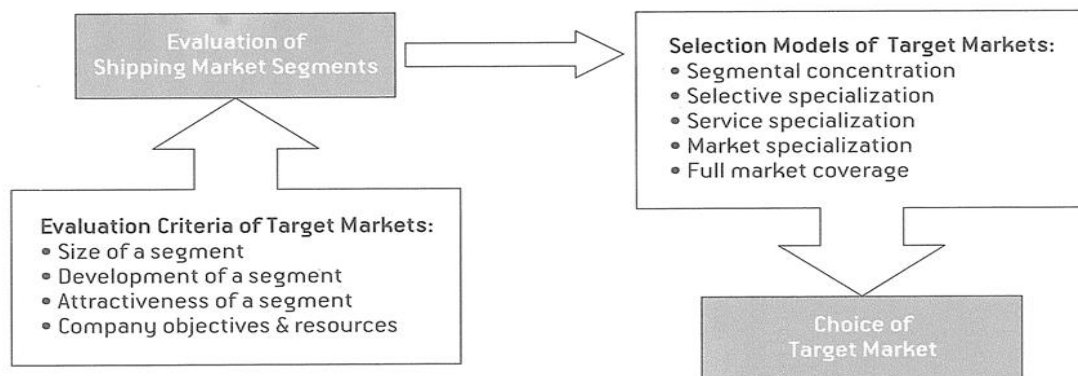 Evaluation of
Shipping Market Segments
Selection Models of Target Markets:
• Segmental concentration
• Selective specialization
• Service specialization
• Market specialization
• Full market coverage
Evaluation Criteria of Target Markets:
• Size of a segment
• Development of a segment
• Attractiveness of a segment
• Company objectives & resources
Choice of
Target Market